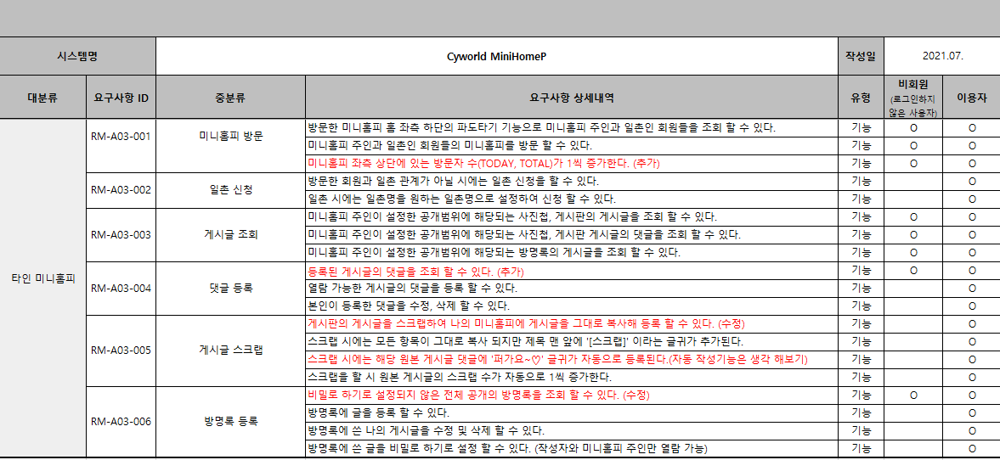 시스템명 Cyworld MiniHomeP 작성일 2021.07.
대분류 요구사항 ID 중분류 요구사항 상세내역 유형 비회원 (로그인하지 않은 사용자) 이용자
타인 미니홈피
RM-A03-001 미니홈피 방문
방문한 미니홈피 홈 좌측 하단의 파도타기 기능으로 미니홈피 주인과 일촌인 회원들을 조회 할 수 있다. 기능 O O
미니홈피 주인과 일촌인 회원들의 미니홈피를 방문 할 수 있다. 기능 O O
미니홈피 좌측 상단에 있는 방문자 수(TODAY, TOTAL)가 1씩 증가한다. (추가) 기능 O O
RM-A03-002 일촌 신청
방문한 회원과 일촌 관계가 아닐 시에는 일촌 신청을 할 수 있다. 기능 O
일촌 시에는 일촌명을 원하는 일촌명으로 설정하여 신청 할 수 있다. 기능 O
RM-A03-003 게시글 조회
미니홈피 주인이 설정한 공개범위에 해당되는 사진첩, 게시판의 게시글을 조회 할 수 있다. 기능 O O
미니홈피 주인이 설정한 공개범위에 해당되는 사진첩, 게시판 게시글의 댓글을 조회 할 수 있다. 기능 O O
미니홈피 주인이 설정한 공개범위에 해당되는 방명록의 게시글을 조회 할 수 있다. 기능 O O
RM-A03-004 댓글 등록
등록된 게시글의 댓글을 조회 할 수 있다. (추가) 기능 O O
열람 가능한 게시글의 댓글을 등록 할 수 있다. 기능 O
본인이 등록한 댓글을 수정, 삭제 할 수 있다. 기능 O
RM-A03-005 게시글 스크랩
게시판의 게시글을 스크랩하여 나의 미니홈피에 게시글을 그대로 복사해 등록 할 수 있다. (수정) 기능 O
스크랩 시에는 모든 항목이 그대로 복사 되지만 제목 맨 앞에 '[스크랩]' 이라는 글귀가 추가된다. 기능 O
스크랩 시에는 해당 원본 게시글 댓글에 '퍼가요~♡' 글귀가 자동으로 등록된다.(자동 작성기능은 생각 해보기) 기능 O
스크랩을 할 시 원본 게시글의 스크랩 수가 자동으로 1씩 증가한다. 기능 O
RM-A03-006 방명록 등록
비밀로 하기로 설정되지 않은 전체 공개의 방명록을 조회 할 수 있다. (수정) 기능 O O
방명록에 글을 등록 할 수 있다. 기능 O
방명록에 쓴 나의 게시글을 수정 및 삭제 할 수 있다. 기능 O
방명록에 쓴 글을 비밀로 하기로 설정 할 수 있다. (작성자와 미니홈피 주인만 열람 가능) 기능 O